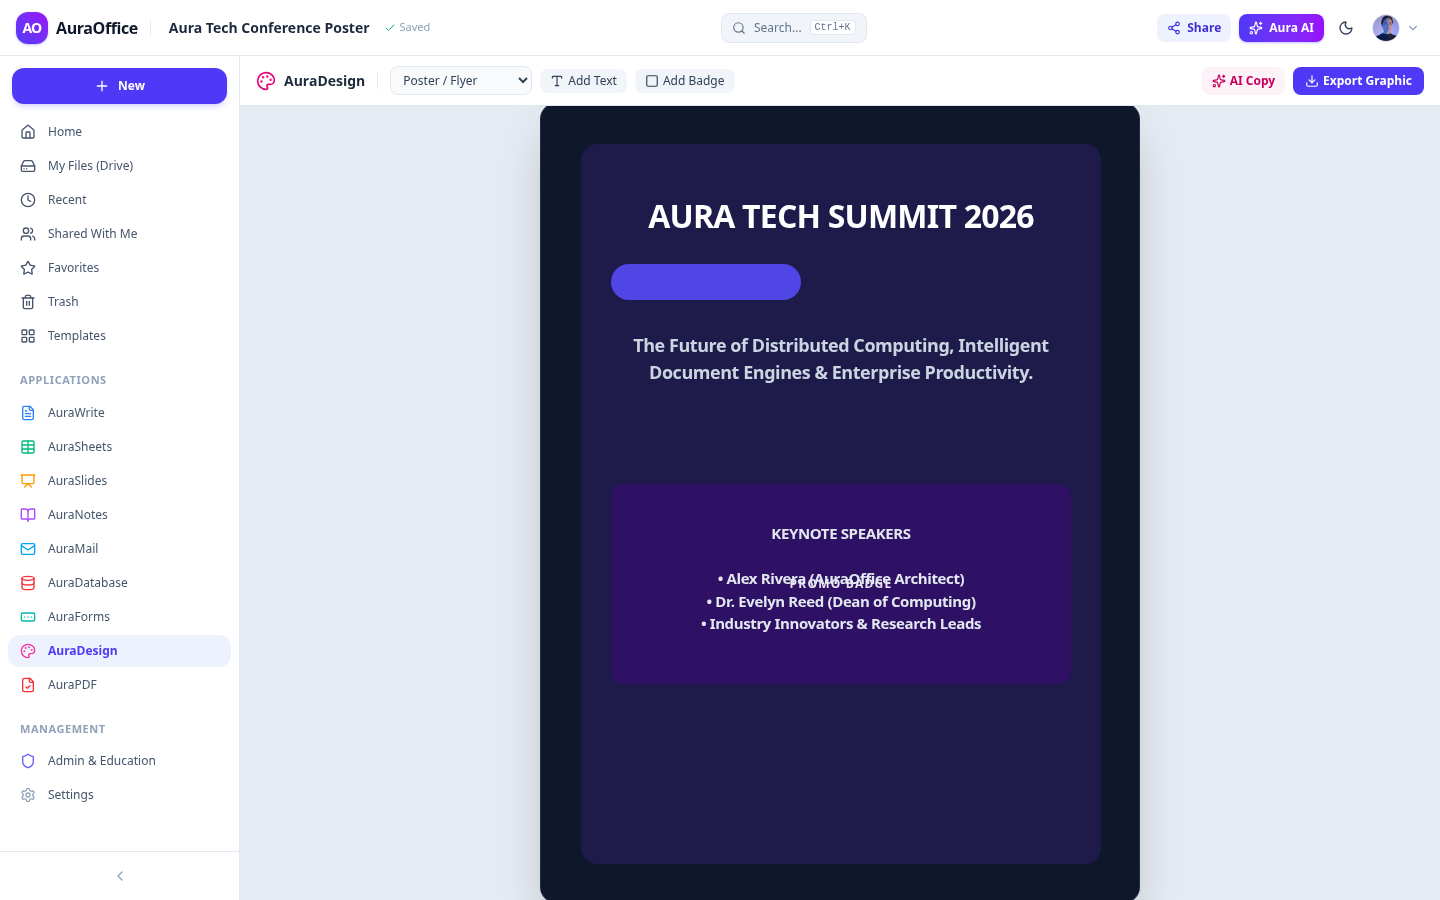 AO AuraOffice
Aura Tech Conference Poster
Saved
Search... Ctrl+K
Share
Aura AI
New
Home
My Files (Drive)
Recent
Shared With Me
Favorites
Trash
Templates
APPLICATIONS
AuraWrite
AuraSheets
AuraSlides
AuraNotes
AuraMail
AuraDatabase
AuraForms
AuraDesign
AuraPDF
MANAGEMENT
Admin & Education
Settings
AuraDesign
Poster / Flyer
Add Text
Add Badge
AI Copy
Export Graphic
AURA TECH SUMMIT 2026
The Future of Distributed Computing, Intelligent
Document Engines & Enterprise Productivity.
KEYNOTE SPEAKERS
• Alex Rivera (AuraOffice Architect)
PROMO BADGE
• Dr. Evelyn Reed (Dean of Computing)
• Industry Innovators & Research Leads